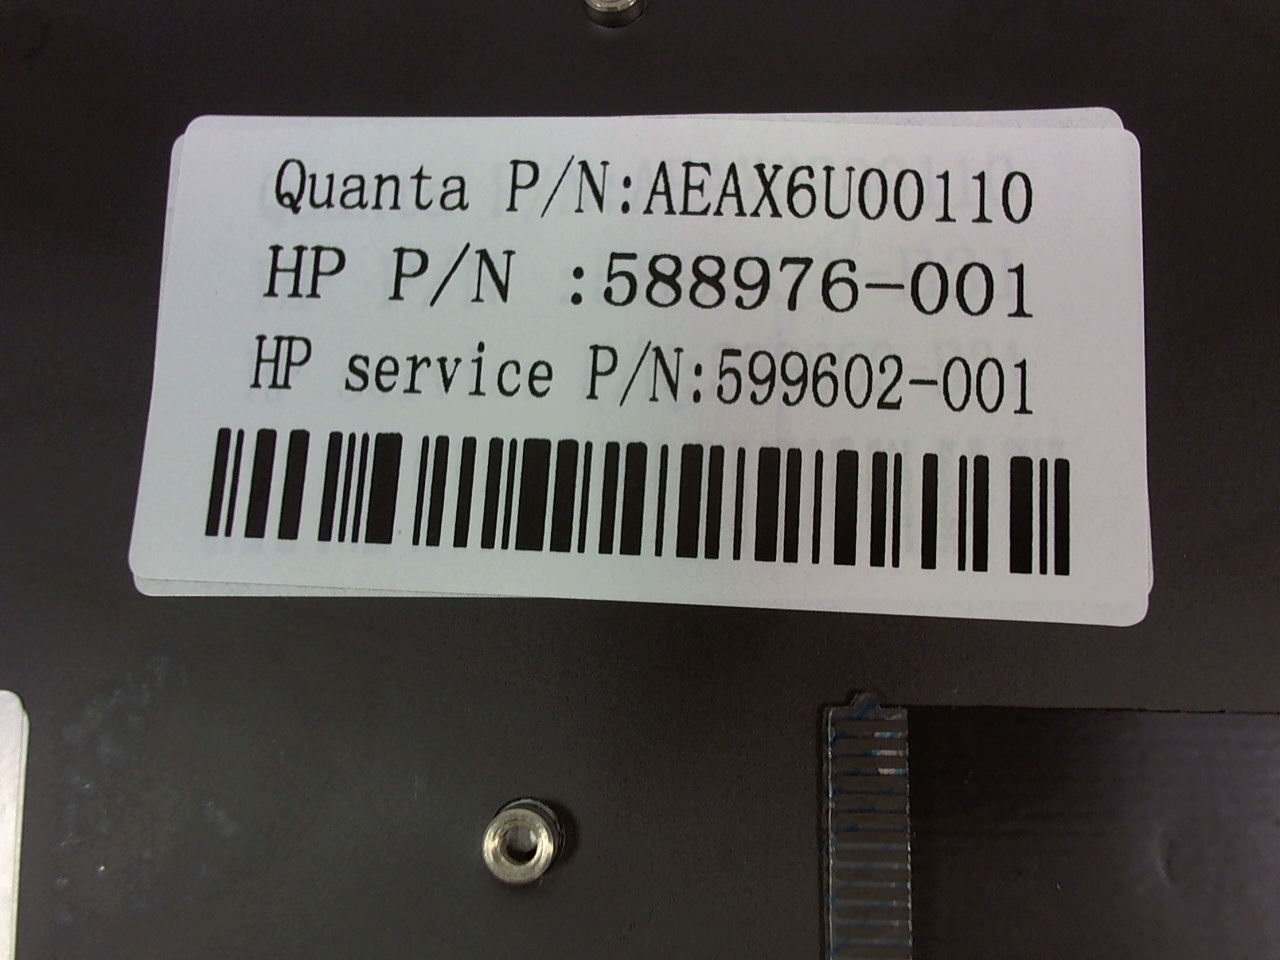 Quanta P/N:AEAX6U00110
HP P/N :588976-001
HP service P/N:599602-001